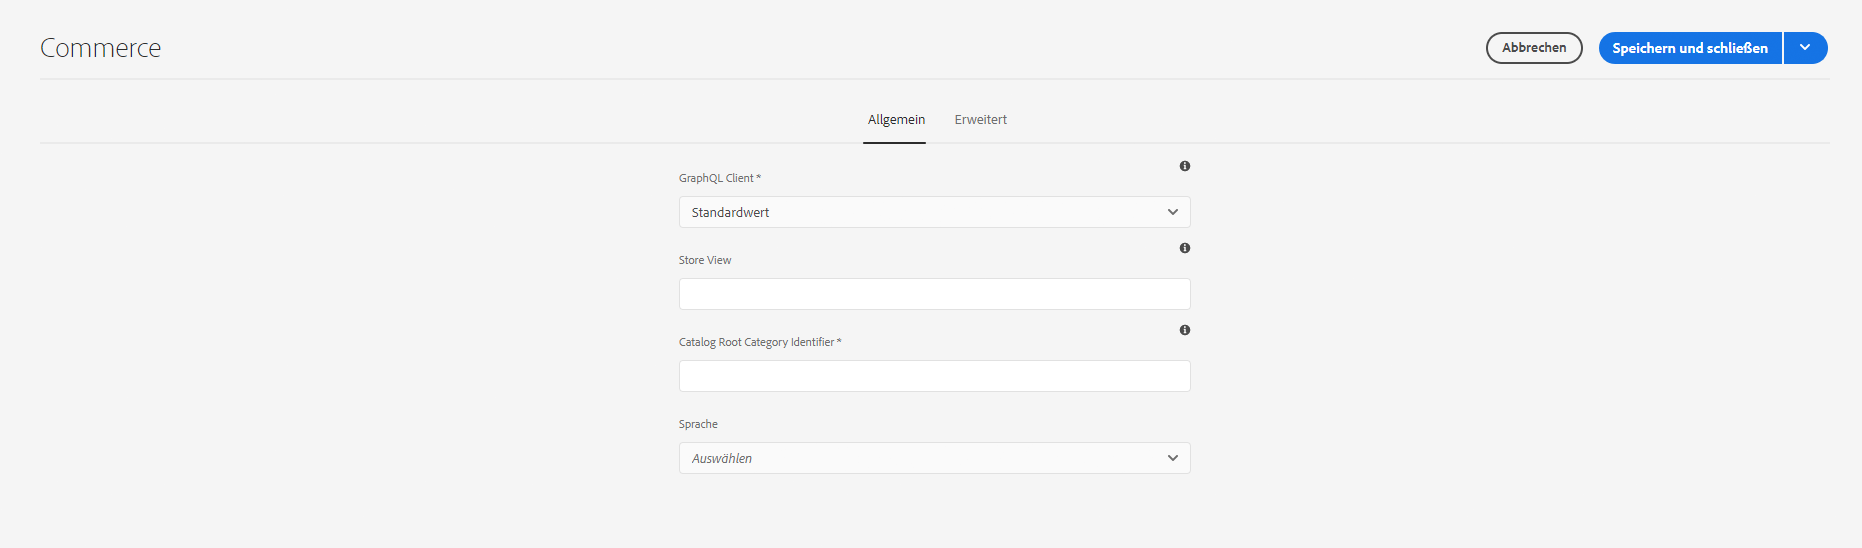 Commerce
Abbrechen
Speichern und schließen
Allgemein
Erweitert
GraphQL Client *
Standardwert
Store View
Catalog Root Category Identifier *
Sprache
Auswählen